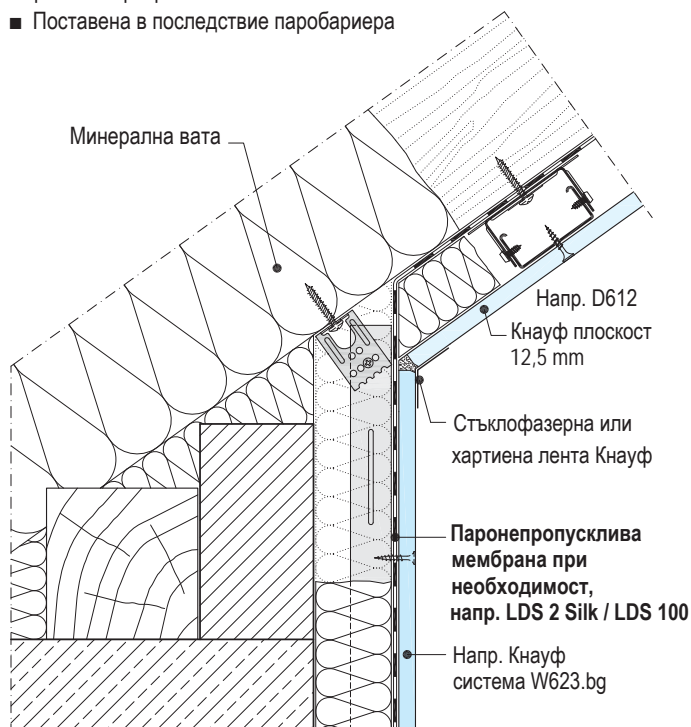 ■ Поставена в последствие паробариера
Минерална вата
Напр. D612
Кнауф плоскост
12,5 mm
Стъклофазерна или
хартиена лента Кнауф
Паронепропусклива
мембрана при
необходимост,
напр. LDS 2 Silk / LDS 100
Напр. Кнауф
система W623.bg